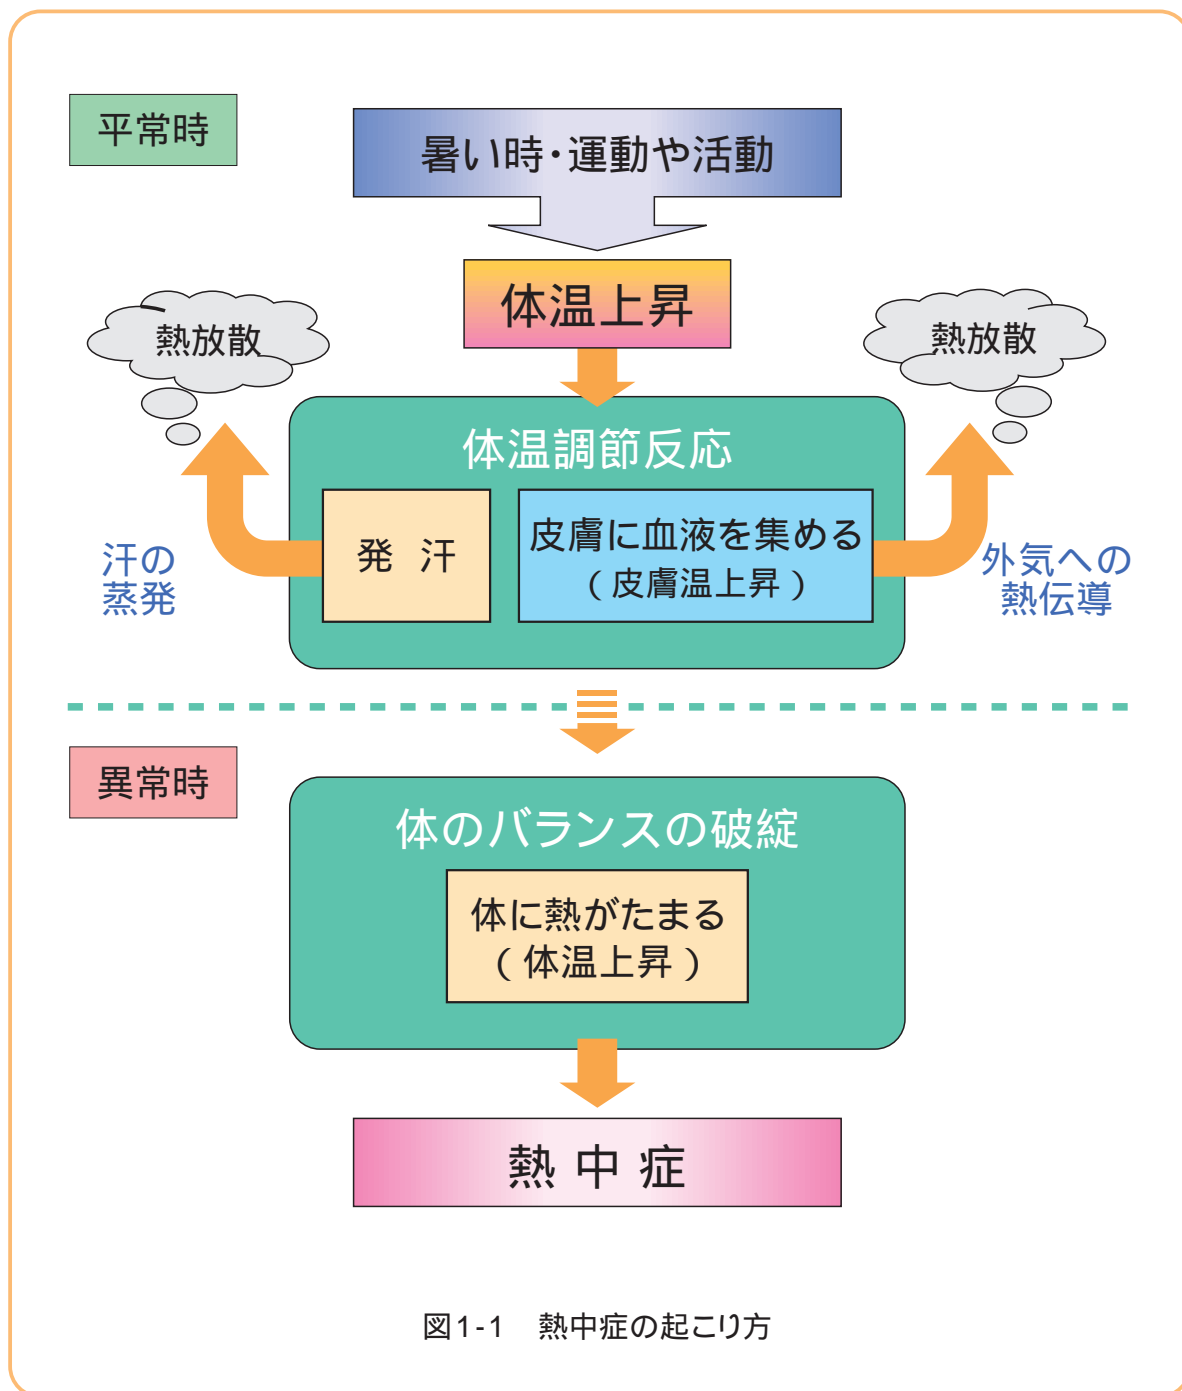 平常時
暑い時・運動や活動
体温上昇
熱放散
熱放散
体温調節反応
発 汗
皮膚に血液を集める
(皮膚温上昇)
汗の
蒸発
外気への
熱伝導
異常時
体のバランスの破綻
体に熱がたまる
(体温上昇)
熱中症
図1-1 熱中症の起こり方